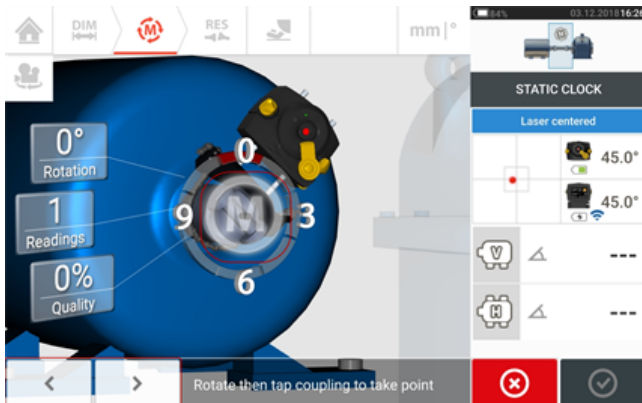 DIM
M
RES
mm|°
84%
03.12.2018 16:26
STATIC CLOCK
Laser centered
45.0°
45.0°
V
---
H
---
0°
Rotation
1
Readings
0%
Quality
0
3
6
9
M
Rotate then tap coupling to take point